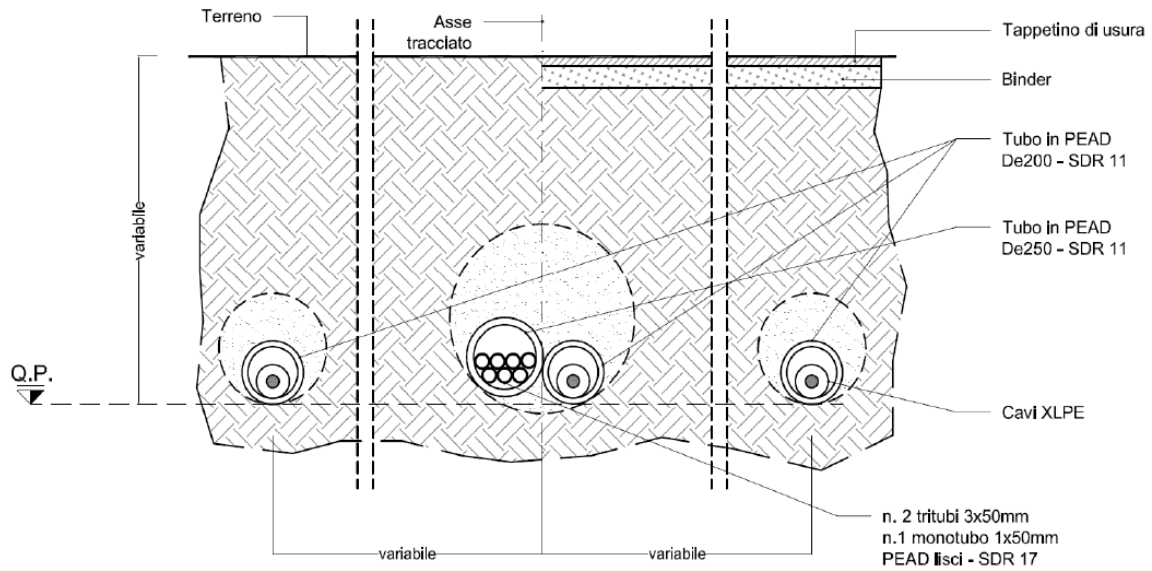 Terreno
Asse
tracciato
Tappetino di usura
Binder
Tubo in PEAD
De200 - SDR 11
Tubo in PEAD
De250 - SDR 11
variabile
Q.P.
Cavi XLPE
n. 2 tritubi 3x50mm
n.1 monotubo 1x50mm
PEAD lisci - SDR 17
variabile
variabile